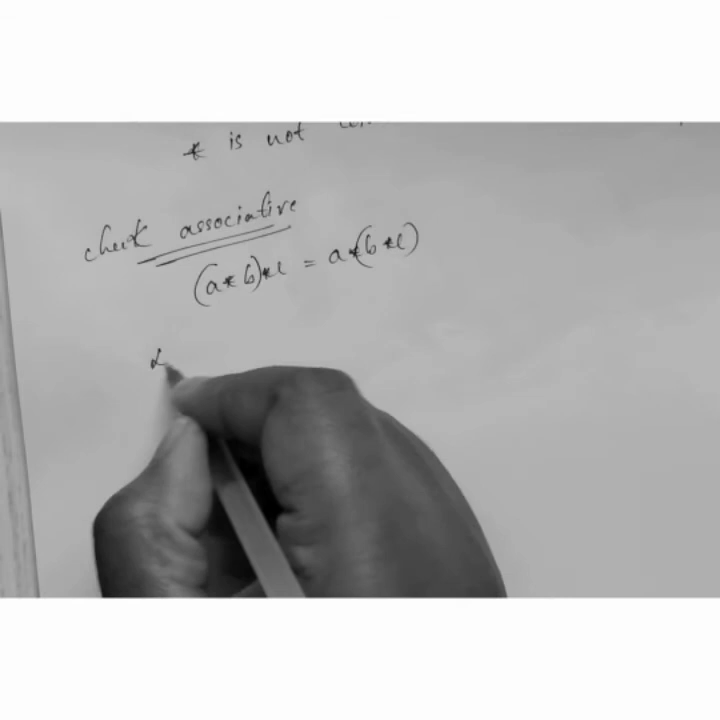 * is not
check associative
(a*b)*c = a*(b*c)